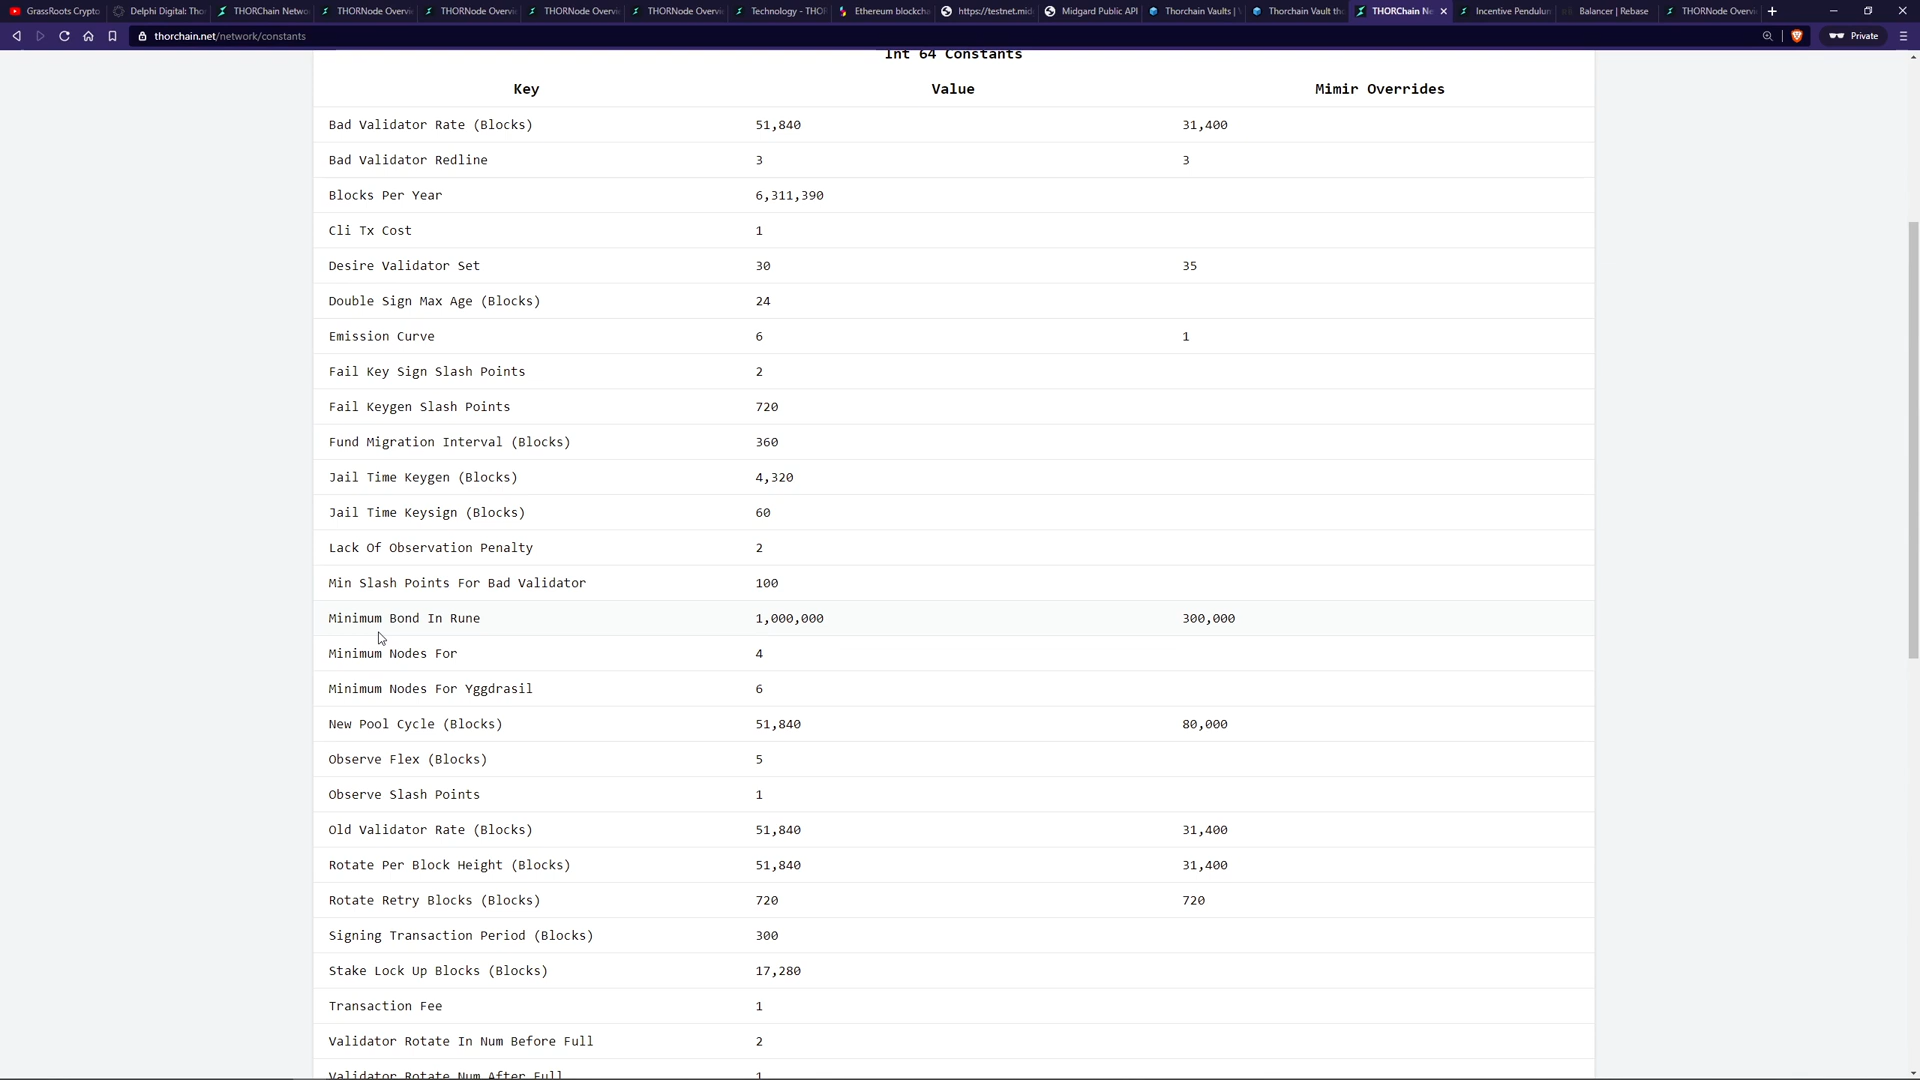 GrassRoots Crypto
Delphi Digital: Tho
THORChain Netwo
THORNode Overvi
THORNode Overvi
THORNode Overvi
THORNode Overvi
Technology - THO
Ethereum blockcha
https://testnet.mid
Midgard Public API
Thorchain Vaults |
Thorchain Vault th
THORChain Ne
Incentive Pendulun
Balancer | Rebase
THORNode Overvi
thorchain.net/network/constants
Private
Int 64 Constants
Key Value Mimir Overrides
Bad Validator Rate (Blocks) 51,840 31,400
Bad Validator Redline 3 3
Blocks Per Year 6,311,390
Cli Tx Cost 1
Desire Validator Set 30 35
Double Sign Max Age (Blocks) 24
Emission Curve 6 1
Fail Key Sign Slash Points 2
Fail Keygen Slash Points 720
Fund Migration Interval (Blocks) 360
Jail Time Keygen (Blocks) 4,320
Jail Time Keysign (Blocks) 60
Lack Of Observation Penalty 2
Min Slash Points For Bad Validator 100
Minimum Bond In Rune 1,000,000 300,000
Minimum Nodes For 4
Minimum Nodes For Yggdrasil 6
New Pool Cycle (Blocks) 51,840 80,000
Observe Flex (Blocks) 5
Observe Slash Points 1
Old Validator Rate (Blocks) 51,840 31,400
Rotate Per Block Height (Blocks) 51,840 31,400
Rotate Retry Blocks (Blocks) 720 720
Signing Transaction Period (Blocks) 300
Stake Lock Up Blocks (Blocks) 17,280
Transaction Fee 1
Validator Rotate In Num Before Full 2
Validator Rotate Num After Full 1